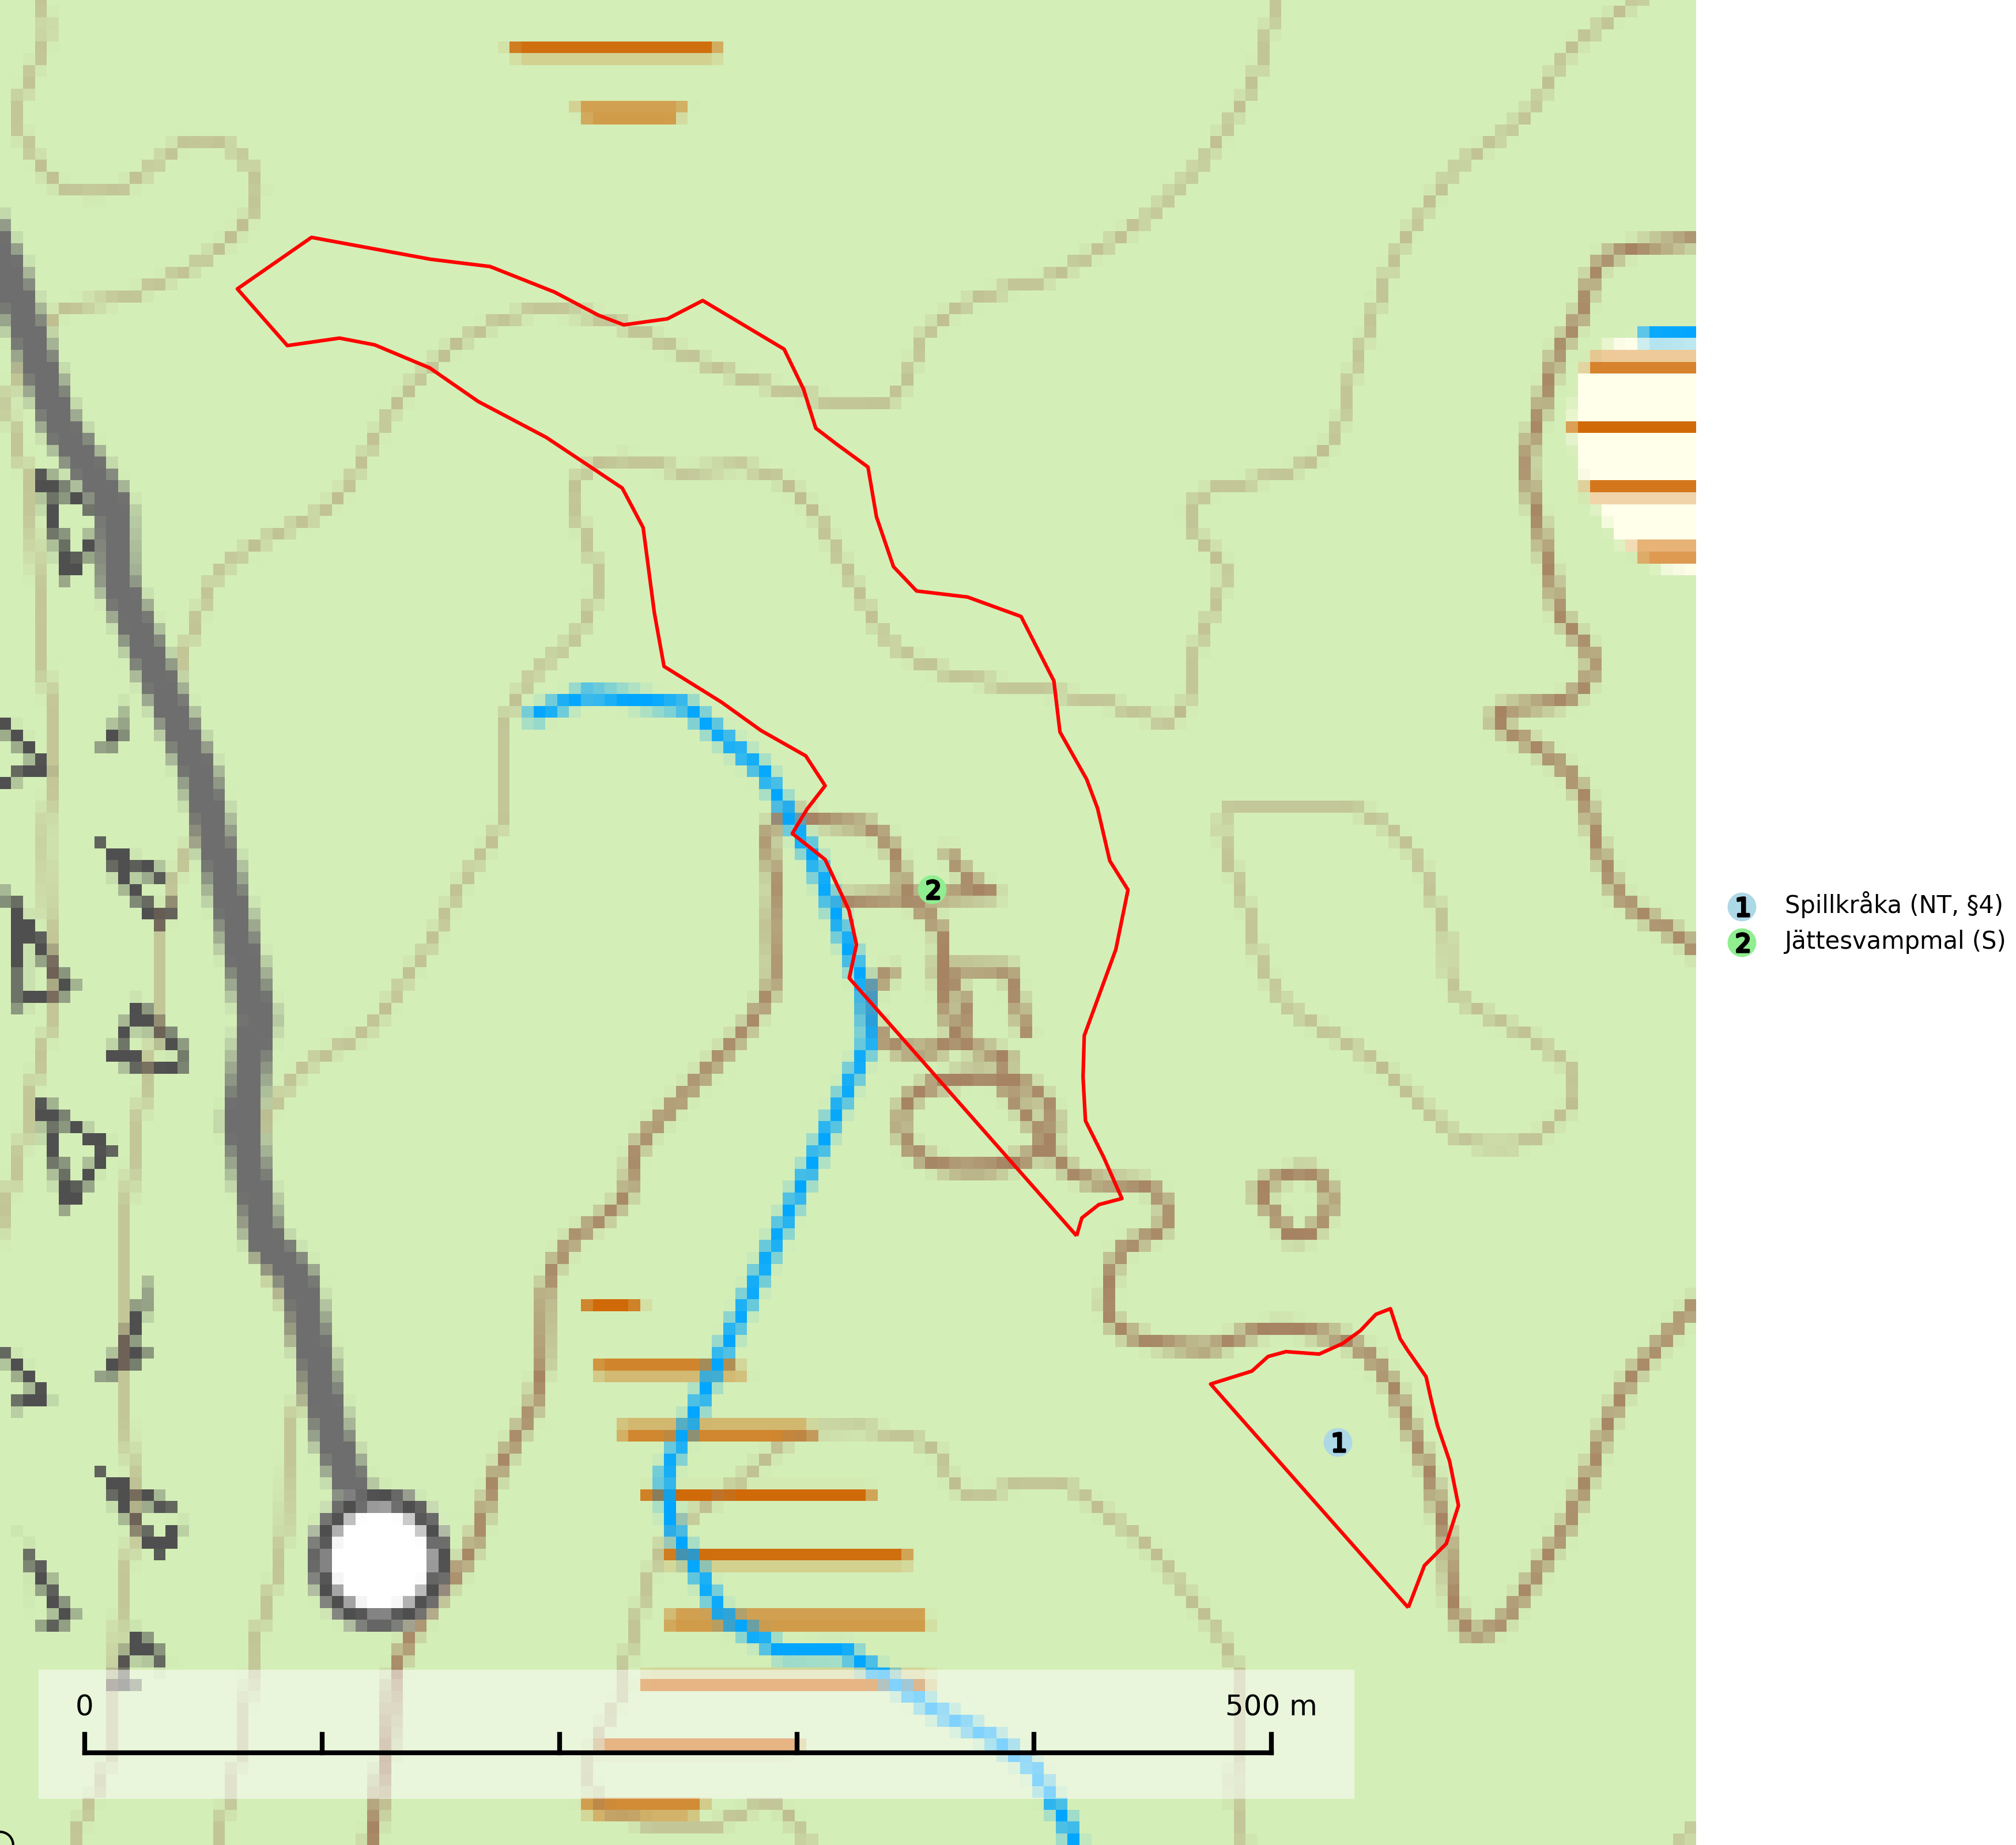 2
1
1 Spillkråka (NT, §4)
2 Jättesvampmal (S)
0 500 m